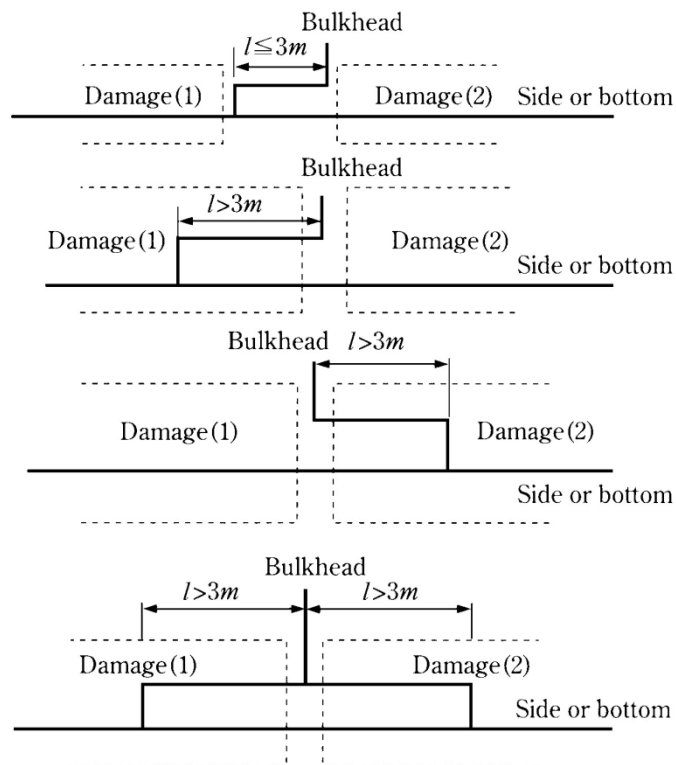 Bulkhead
l≦3m
Damage(1)
Damage(2)
Side or bottom
Bulkhead
l>3m
Damage(1)
Damage(2)
Side or bottom
Bulkhead
l>3m
Damage(1)
Damage(2)
Side or bottom
Bulkhead
l>3m
l>3m
Damage(1)
Damage(2)
Side or bottom